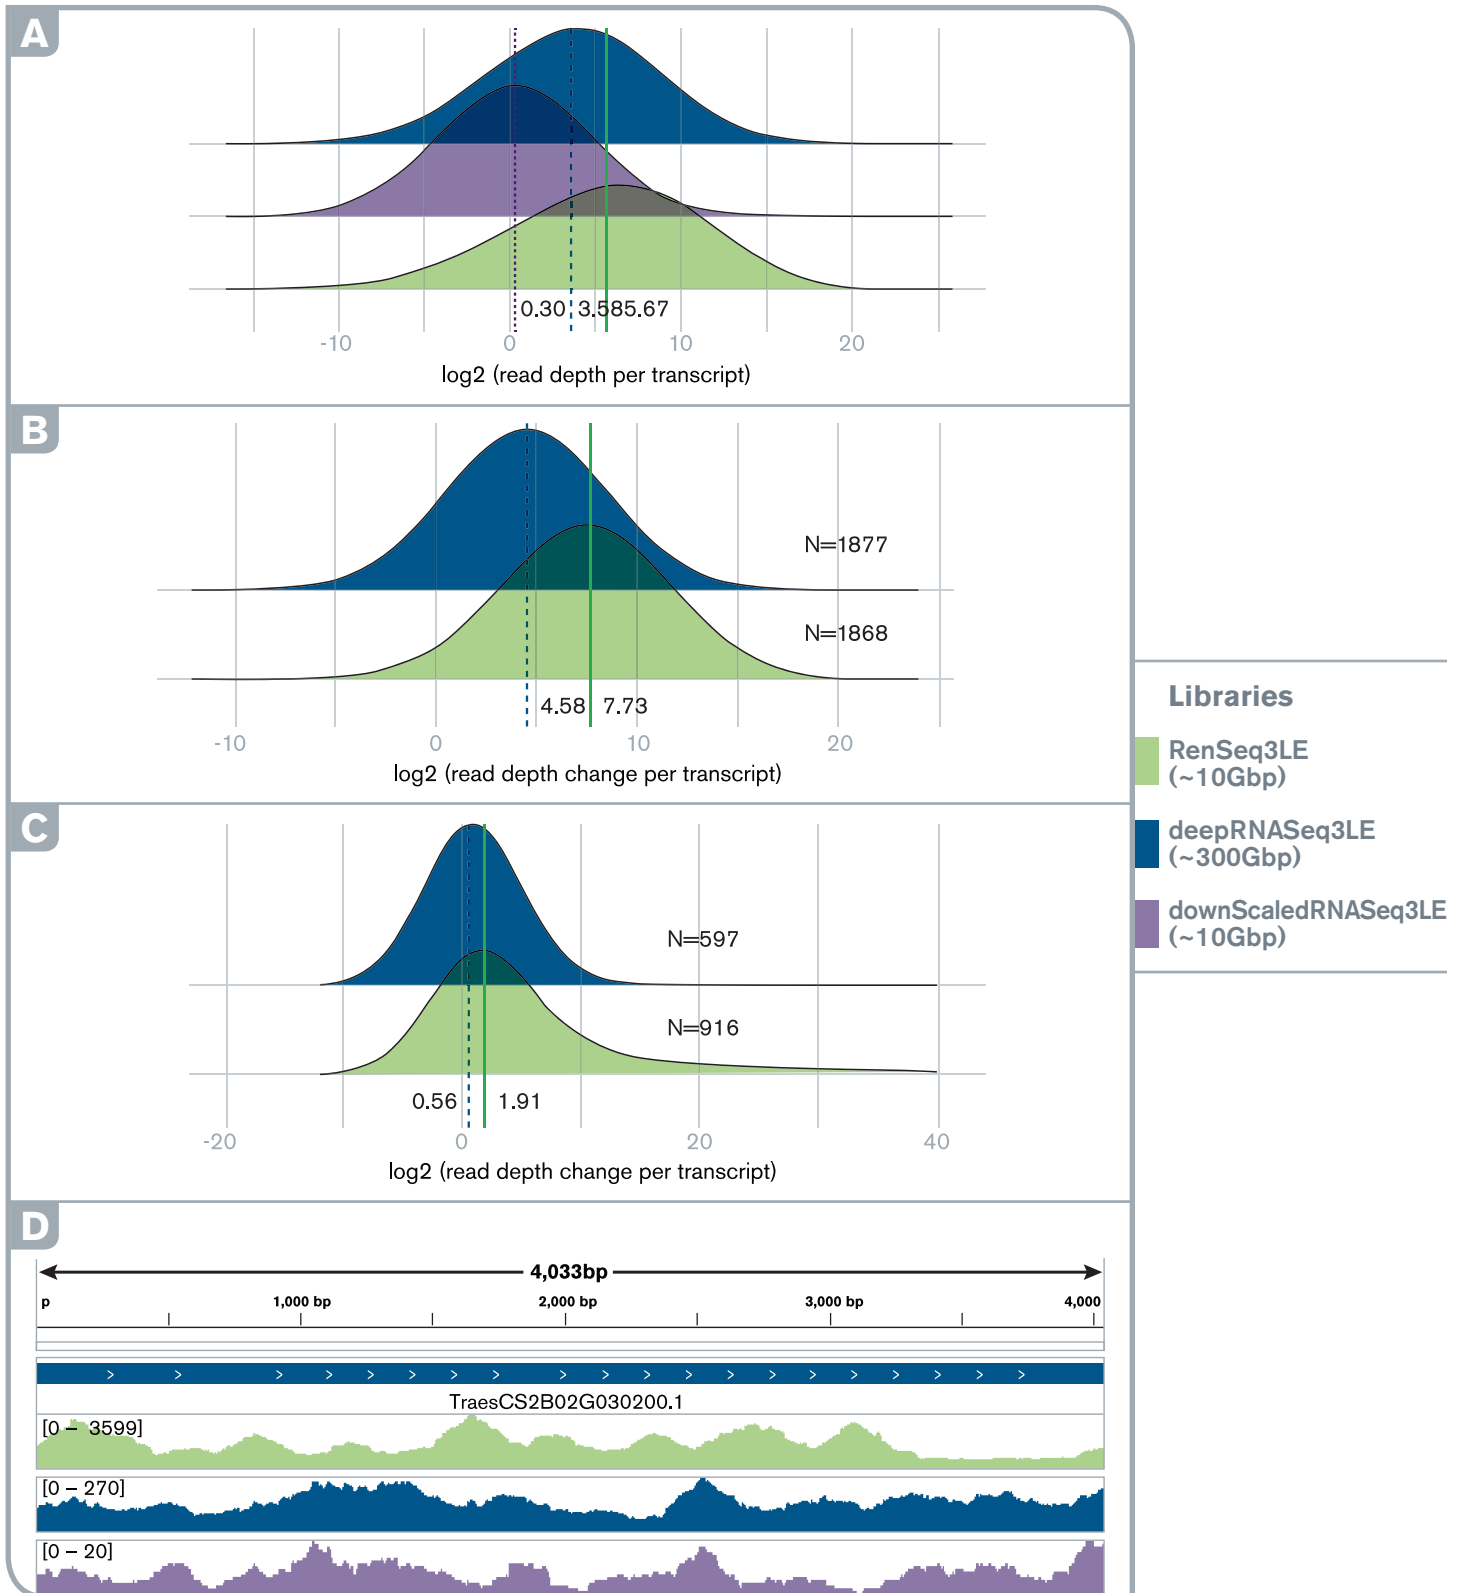 A
0.30 3.585.67
-10 0 10 20
log2 (read depth per transcript)
B
N=1877
N=1868
4.58 7.73
-10 0 10 20
log2 (read depth change per transcript)
C
N=597
N=916
0.56 1.91
-20 0 20 40
log2 (read depth change per transcript)
Libraries
RenSeq3LE
(~10Gbp)
deepRNASeq3LE
(~300Gbp)
downScaledRNASeq3LE
(~10Gbp)
D
4,033bp
p 1,000 bp 2,000 bp 3,000 bp 4,000
TraesCS2B02G030200.1
[0 – 3599]
[0 – 270]
[0 – 20]